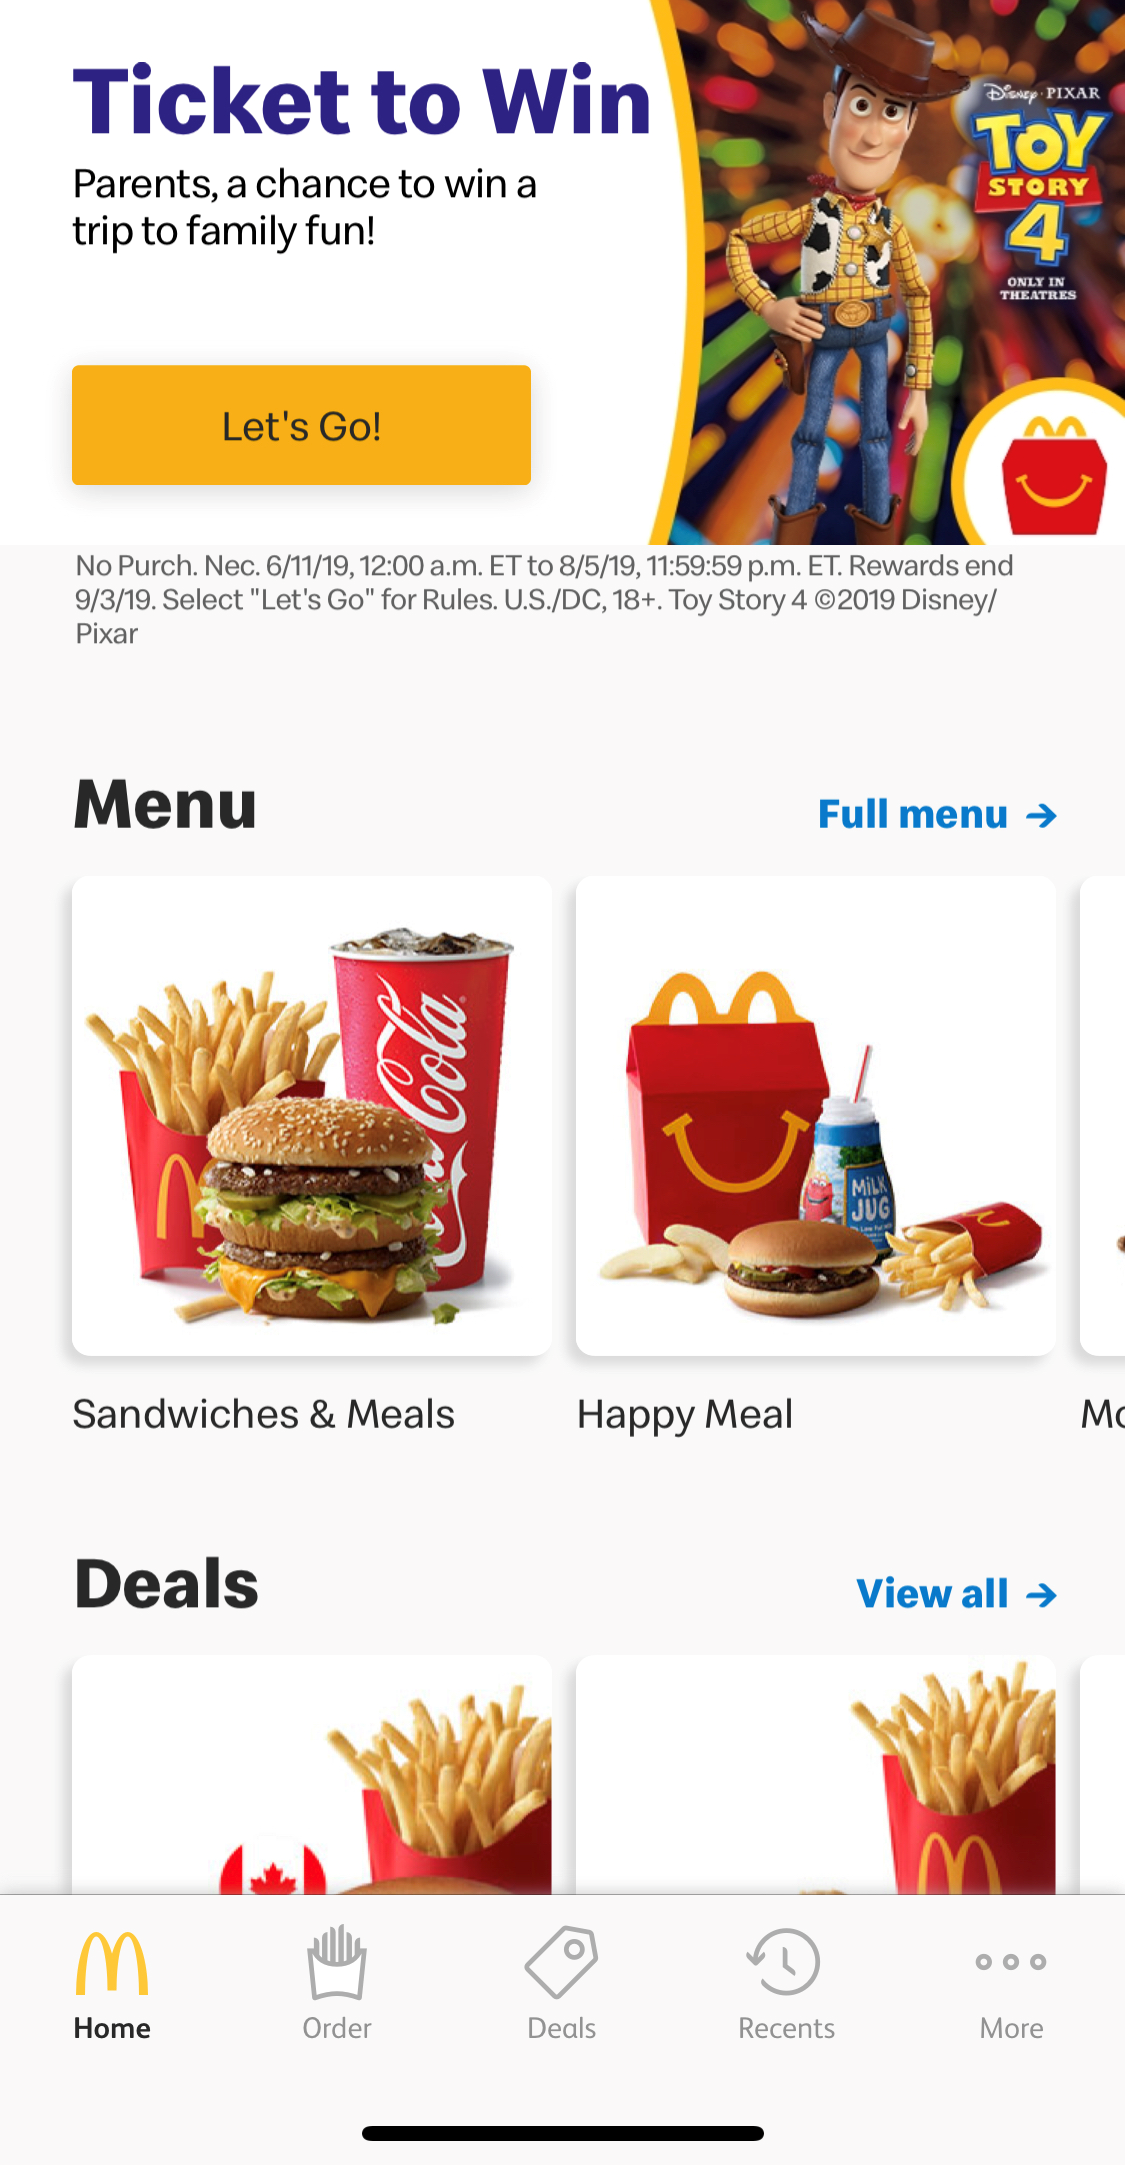 Ticket to Win
Parents, a chance to win a
trip to family fun!
Let's Go!
Disney · PIXAR
TOY
STORY
4
ONLY IN
THEATRES
No Purch. Nec. 6/11/19, 12:00 a.m. ET to 8/5/19, 11:59:59 p.m. ET. Rewards end
9/3/19. Select "Let's Go" for Rules. U.S./DC, 18+. Toy Story 4 ©2019 Disney/
Pixar
Menu
Full menu →
Cola
MiLK
JUG
Sandwiches & Meals
Happy Meal
Deals
View all →
Home
Order
Deals
Recents
More